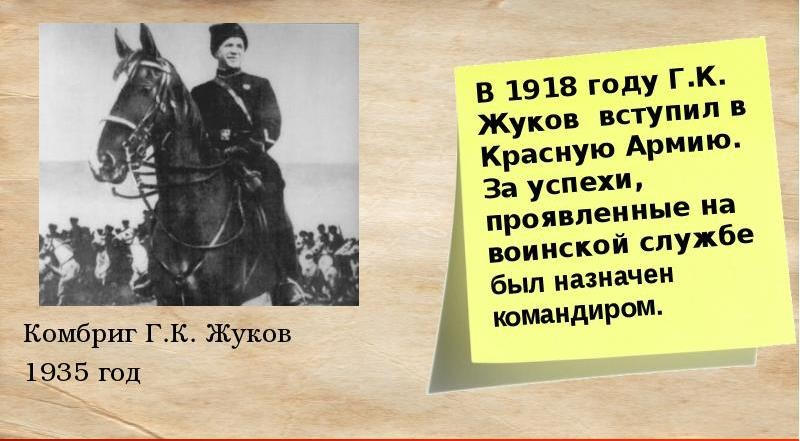 Комбриг Г.К. Жуков
1935 год
В 1918 году Г.К.
Жуков вступил в
Красную Армию.
За успехи,
проявленные на
воинской службе
был назначен
командиром.